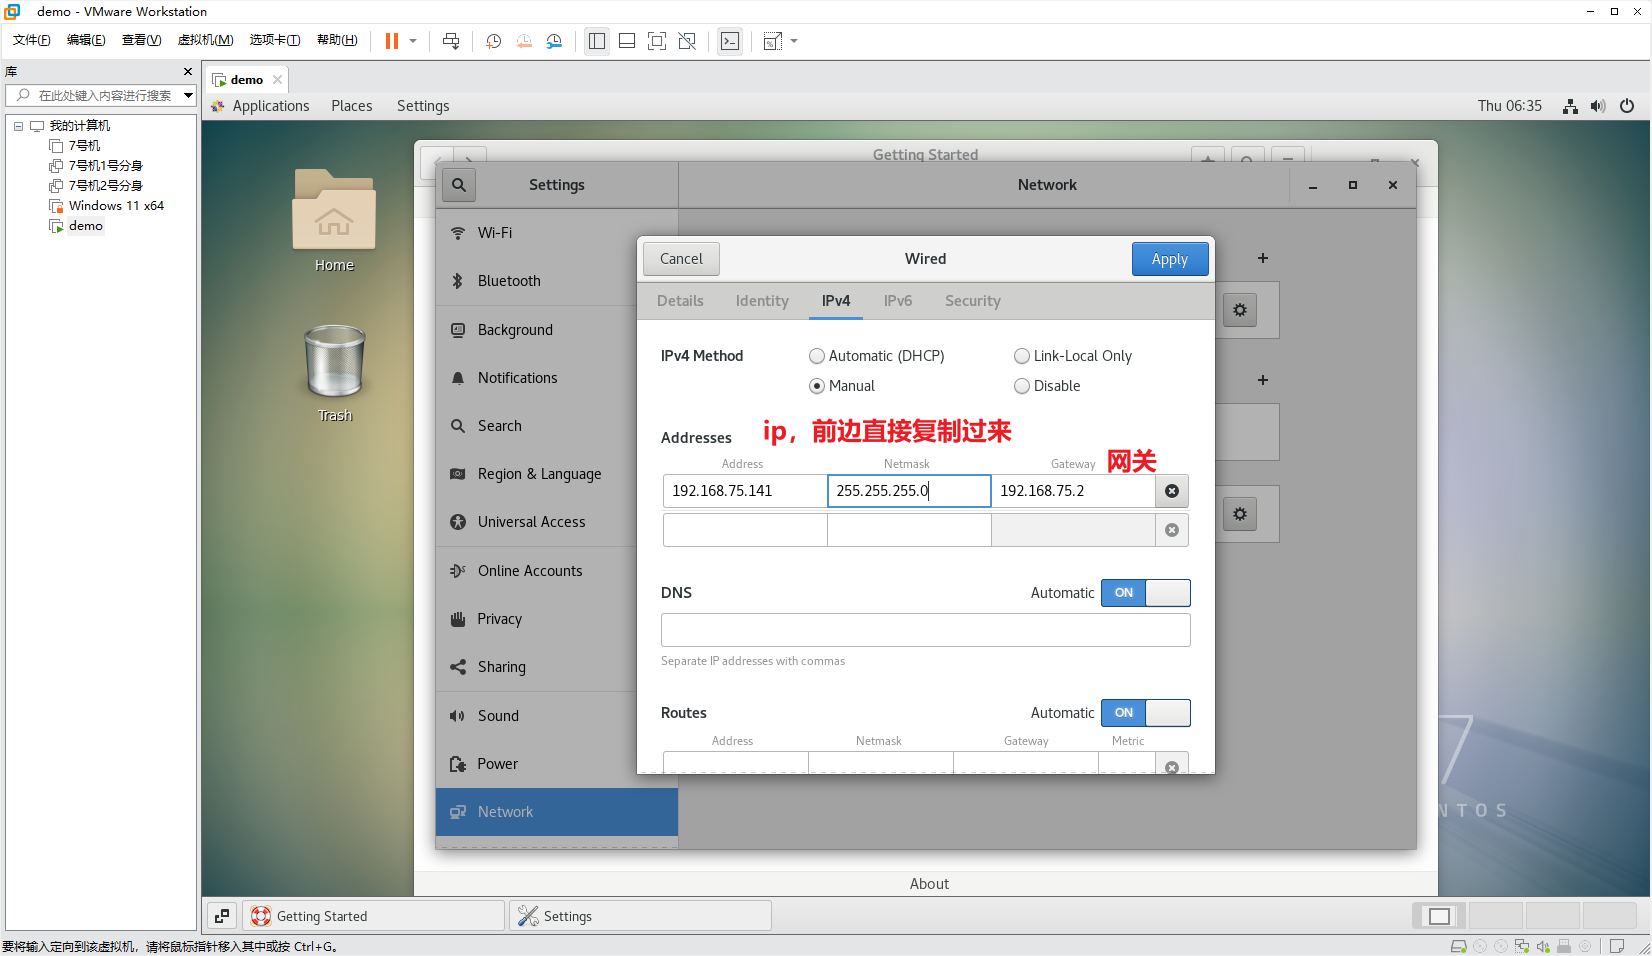 demo - VMware Workstation
文件(F) 编辑(E) 查看(V) 虚拟机(M) 选项卡(T) 帮助(H)
库
在此处键入内容进行搜索
我的计算机
7号机
7号机1号分身
7号机2号分身
Windows 11 x64
demo
demo
Applications Places Settings
Thu 06:35
Home
Trash
Getting Started
Settings
Network
Wi-Fi
Bluetooth
Background
Notifications
Search
Region & Language
Universal Access
Online Accounts
Privacy
Sharing
Sound
Power
Network
Cancel
Wired
Apply
Details Identity IPv4 IPv6 Security
IPv4 Method
Automatic (DHCP)
Link-Local Only
Manual
Disable
Addresses
ip，前边直接复制过来
Address Netmask Gateway
网关
192.168.75.141 255.255.255.0 192.168.75.2
DNS
Automatic ON
Separate IP addresses with commas
Routes
Automatic ON
Address Netmask Gateway Metric
7
NTOS
About
Getting Started
Settings
要将输入定向到该虚拟机，请将鼠标指针移入其中或按 Ctrl+G。